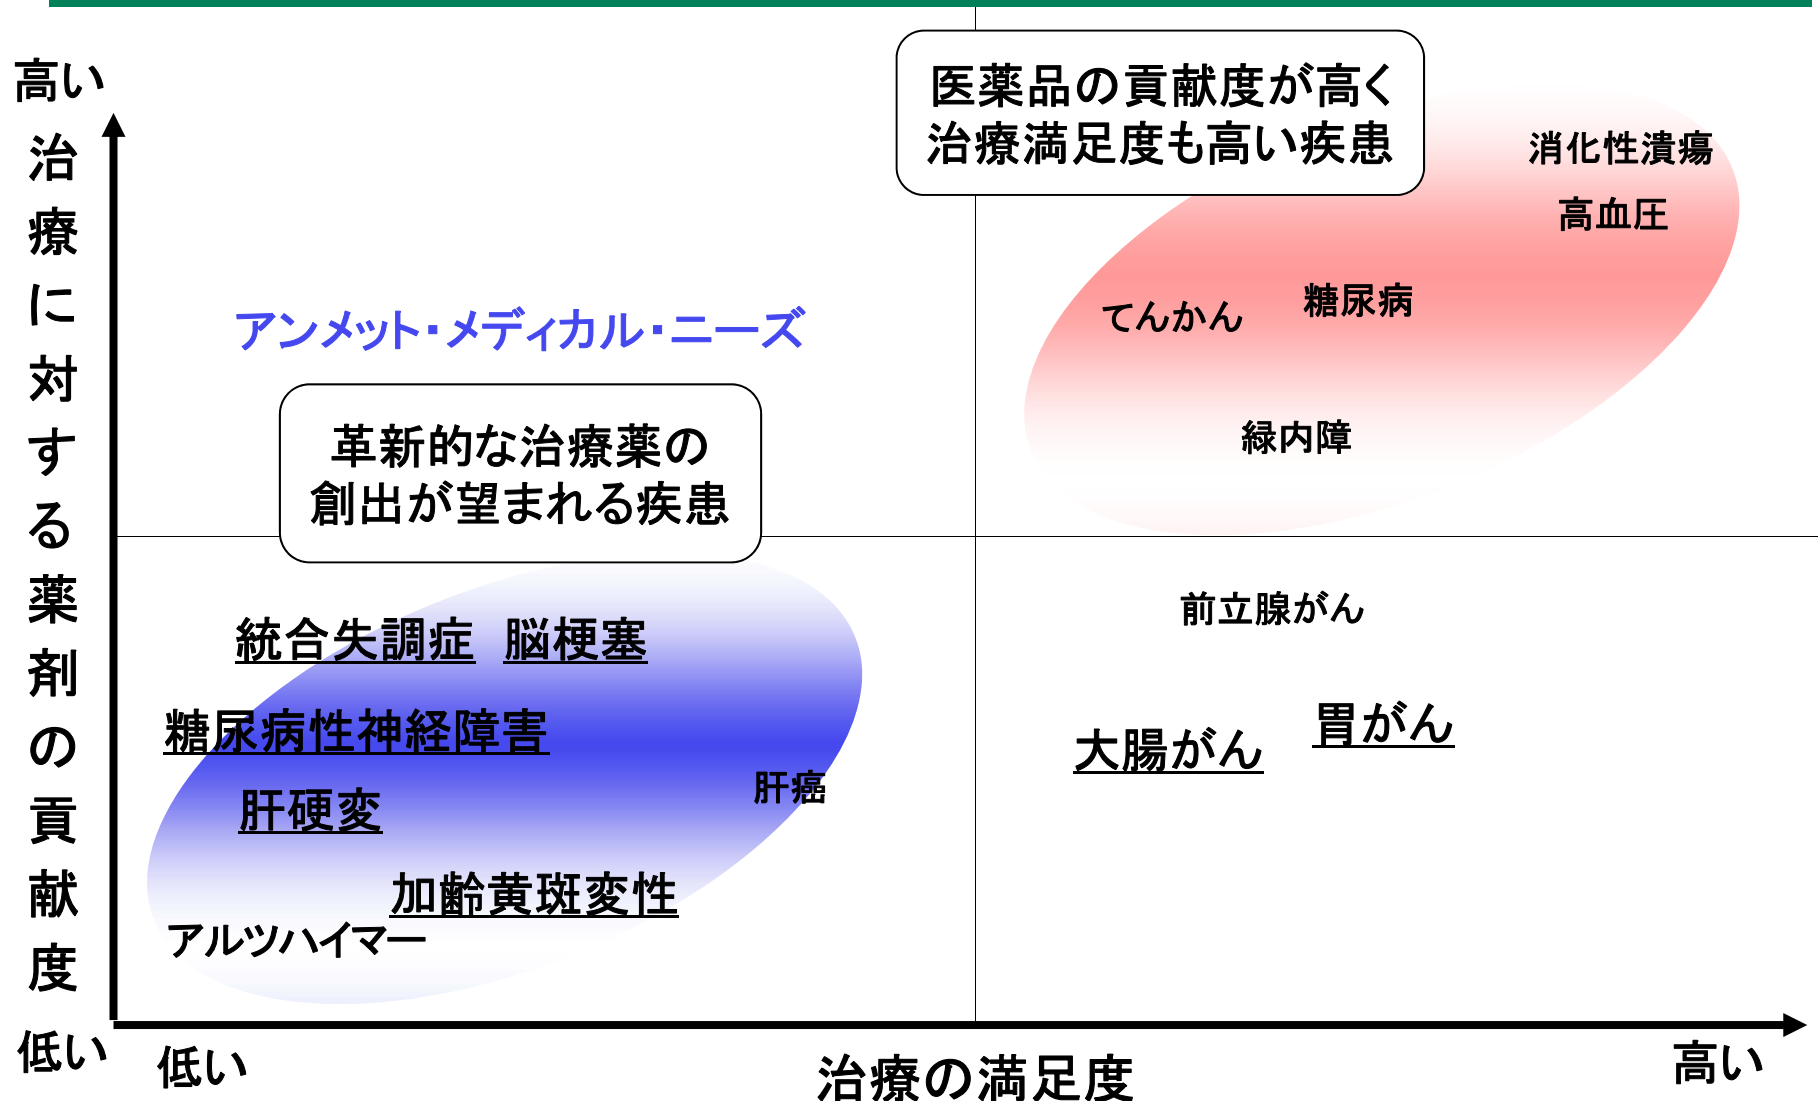 高い
治療に対する薬剤の貢献度
低い
医薬品の貢献度が高く
治療満足度も高い疾患
消化性潰瘍
高血圧
てんかん
糖尿病
緑内障
アンメット・メディカル・ニーズ
革新的な治療薬の
創出が望まれる疾患
統合失調症 脳梗塞
糖尿病性神経障害
肝癌
肝硬変
加齢黄斑変性
アルツハイマー
前立腺がん
胃がん
大腸がん
低い
治療の満足度
高い